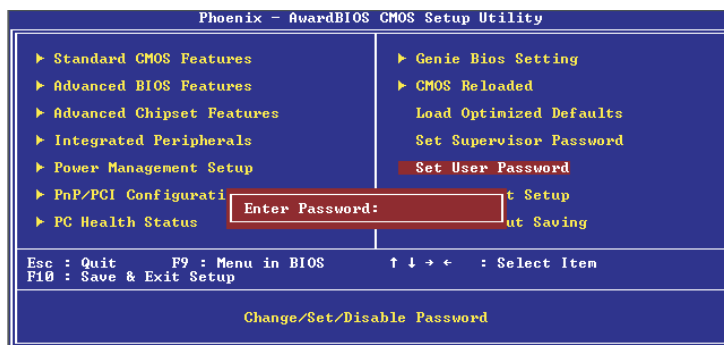 Phoenix - AwardBIOS CMOS Setup Utility
▶ Standard CMOS Features
▶ Advanced BIOS Features
▶ Advanced Chipset Features
▶ Integrated Peripherals
▶ Power Management Setup
▶ PnP/PCI Configurati
▶ PC Health Status
▶ Genie Bios Setting
▶ CMOS Reloaded
Load Optimized Defaults
Set Supervisor Password
Set User Password
t Setup
ut Saving
Enter Password:
Esc : Quit F9 : Menu in BIOS ↑ ↓ → ← : Select Item
F10 : Save & Exit Setup
Change/Set/Disable Password